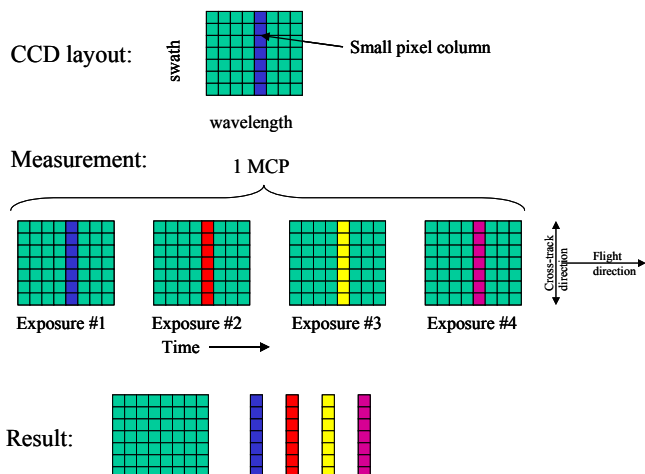 CCD layout:
swath
Small pixel column
wavelength
Measurement:
1 MCP
Cross-track
direction
Flight
direction
Exposure #1
Exposure #2
Exposure #3
Exposure #4
Time
Result: